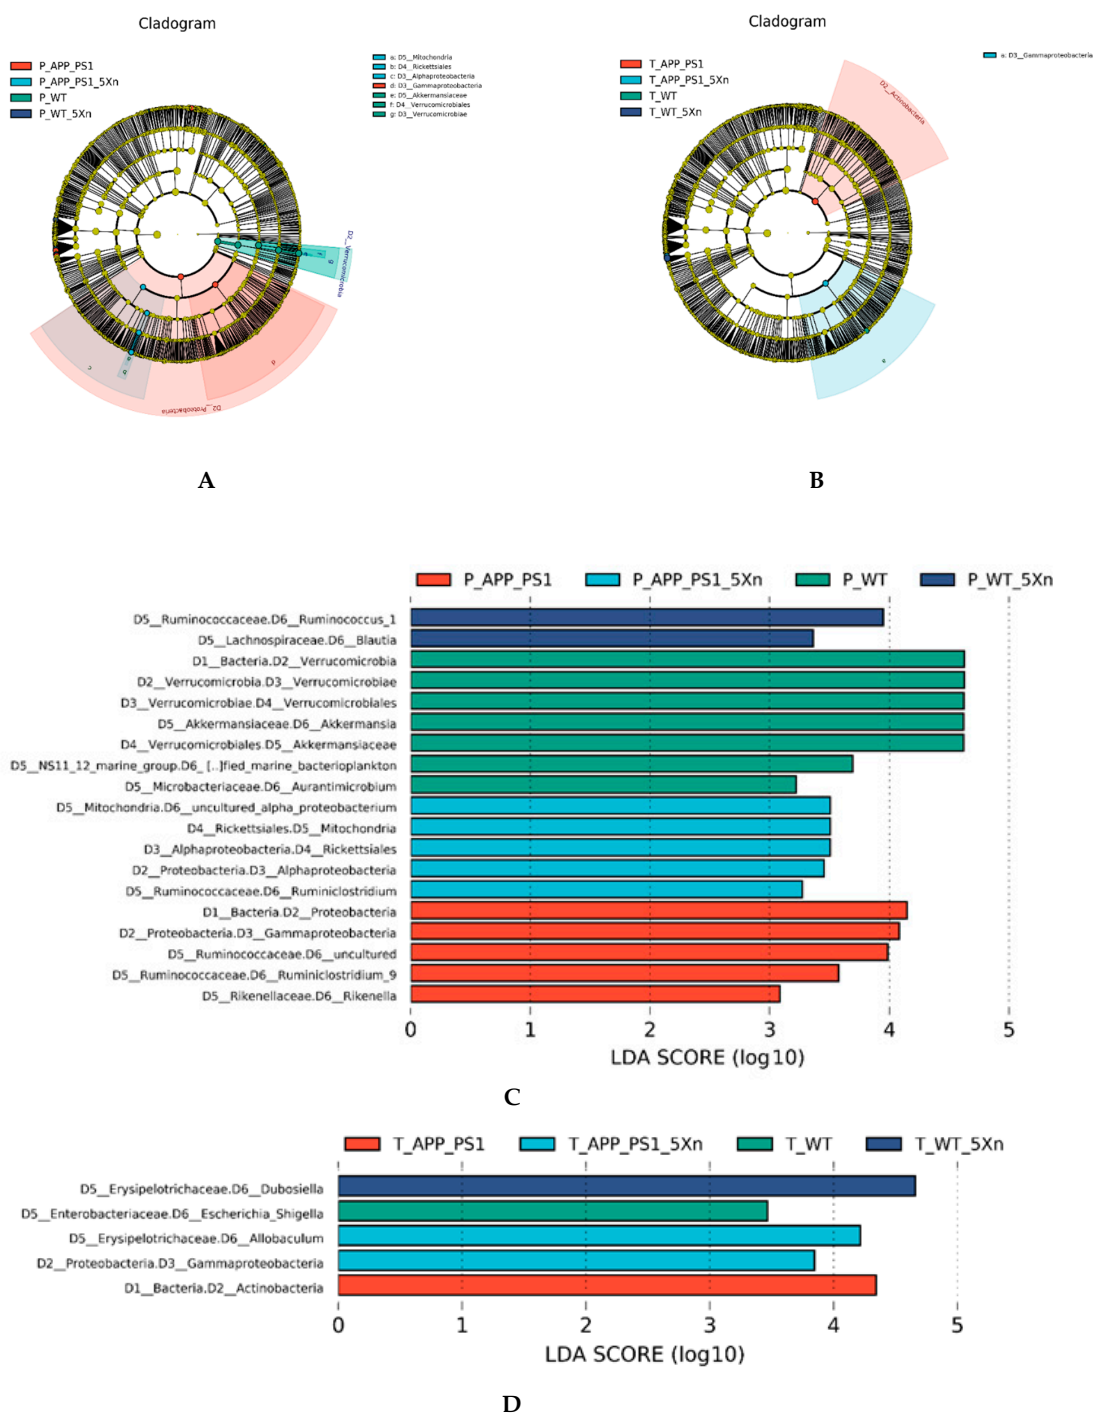 Cladogram
P_APP_PS1
P_APP_PS1_5Xn
P_WT
P_WT_5Xn
a: D5__Mitochondria
b: D4__Rickettsiales
c: D3__Alphaproteobacteria
d: D3__Gammaproteobacteria
e: D5__Akkermansiaceae
f: D4__Verrucomicrobiales
g: D3__Verrucomicrobiae
D2__Verrucomicrobia
g
f
d
c
b
D2__Proteobacteria
A
Cladogram
T_APP_PS1
T_APP_PS1_5Xn
T_WT
T_WT_5Xn
a: D3__Gammaproteobacteria
D2__Actinobacteria
a
B
P_APP_PS1 P_APP_PS1_5Xn P_WT P_WT_5Xn
D5__Ruminococcaceae.D6__Ruminococcus_1
D5__Lachnospiraceae.D6__Blautia
D1__Bacteria.D2__Verrucomicrobia
D2__Verrucomicrobia.D3__Verrucomicrobiae
D3__Verrucomicrobiae.D4__Verrucomicrobiales
D5__Akkermansiaceae.D6__Akkermansia
D4__Verrucomicrobiales.D5__Akkermansiaceae
D5__NS11_12_marine_group.D6_ [..]fied_marine_bacterioplankton
D5__Microbacteriaceae.D6__Aurantimicrobium
D5__Mitochondria.D6__uncultured_alpha_proteobacterium
D4__Rickettsiales.D5__Mitochondria
D3__Alphaproteobacteria.D4__Rickettsiales
D2__Proteobacteria.D3__Alphaproteobacteria
D5__Ruminococcaceae.D6__Ruminiclostridium
D1__Bacteria.D2__Proteobacteria
D2__Proteobacteria.D3__Gammaproteobacteria
D5__Ruminococcaceae.D6__uncultured
D5__Ruminococcaceae.D6__Ruminiclostridium_9
D5__Rikenellaceae.D6__Rikenella
0 1 2 3 4 5
LDA SCORE (log10)
C
T_APP_PS1 T_APP_PS1_5Xn T_WT T_WT_5Xn
D5__Erysipelotrichaceae.D6__Dubosiella
D5__Enterobacteriaceae.D6__Escherichia_Shigella
D5__Erysipelotrichaceae.D6__Allobaculum
D2__Proteobacteria.D3__Gammaproteobacteria
D1__Bacteria.D2__Actinobacteria
0 1 2 3 4 5
LDA SCORE (log10)
D